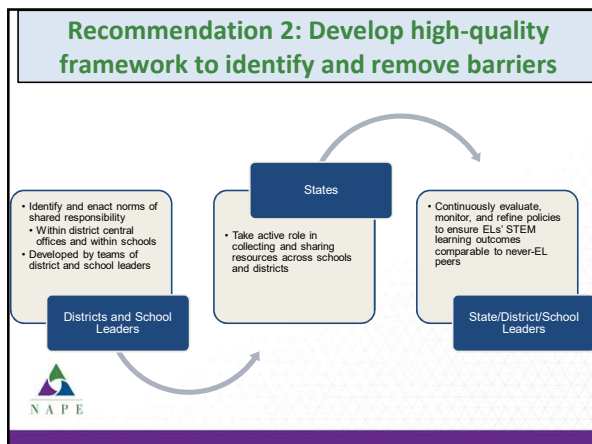 Recommendation 2: Develop high-quality
framework to identify and remove barriers
• Identify and enact norms of
shared responsibility
• Within district central
offices and within schools
• Developed by teams of
district and school leaders
Districts and School
Leaders
States
• Take active role in
collecting and sharing
resources across schools
and districts
• Continuously evaluate,
monitor, and refine policies
to ensure ELs' STEM
learning outcomes
comparable to never-EL
peers
State/District/School
Leaders
NAPE